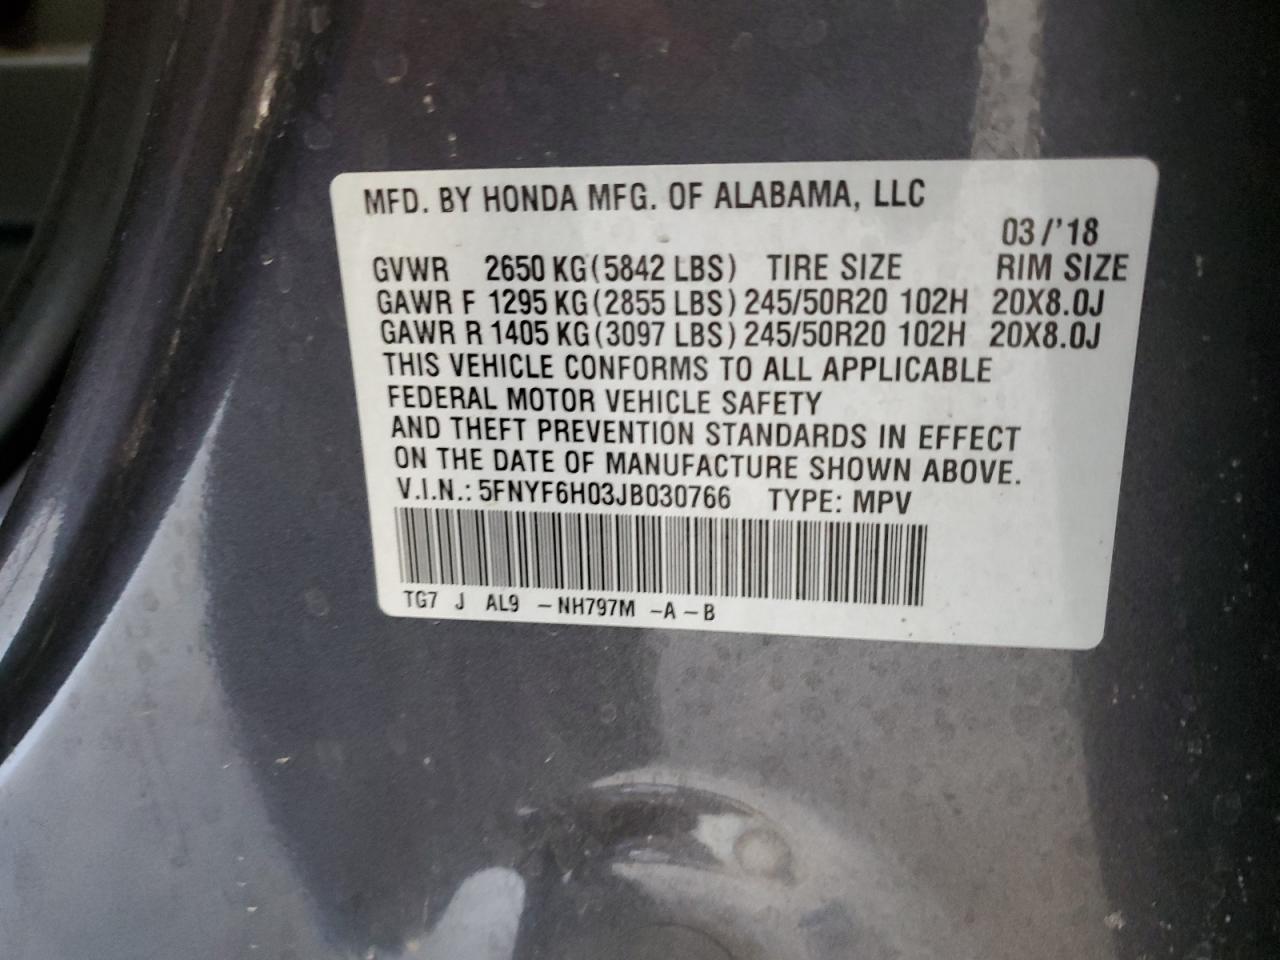 MFD. BY HONDA MFG. OF ALABAMA, LLC
03/'18
GVWR 2650 KG(5842 LBS) TIRE SIZE RIM SIZE
GAWR F 1295 KG(2855 LBS) 245/50R20 102H 20X8.0J
GAWR R 1405 KG(3097 LBS) 245/50R20 102H 20X8.0J
THIS VEHICLE CONFORMS TO ALL APPLICABLE
FEDERAL MOTOR VEHICLE SAFETY
AND THEFT PREVENTION STANDARDS IN EFFECT
ON THE DATE OF MANUFACTURE SHOWN ABOVE.
V.I.N.: 5FNYF6H03JB030766 TYPE: MPV
TG7 J AL9 -NH797M -A-B